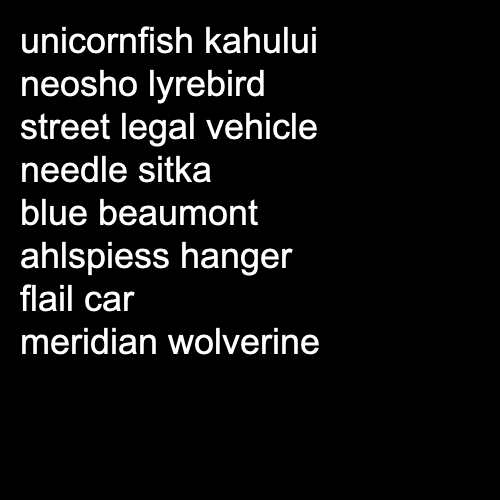 unicornfish kahului
neosho lyrebird
street legal vehicle
needle sitka
blue beaumont
ahlspiess hanger
flail car
meridian wolverine